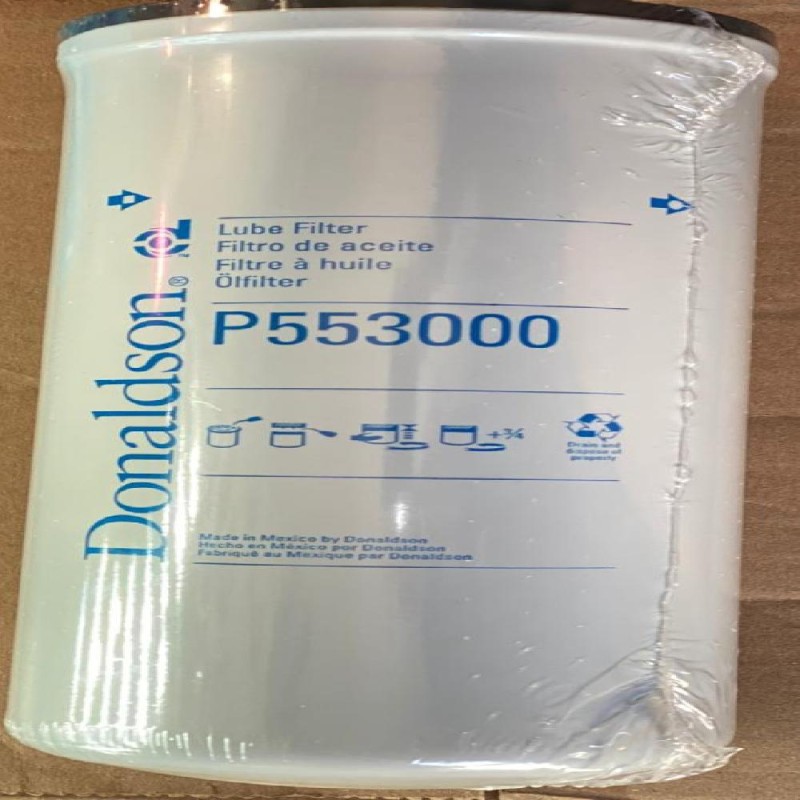 Donaldson®
Lube Filter
Filtro de aceite
Filtre à huile
Ölfilter
P553000
+¾
Drain and
dispose of
properly
Made in Mexico by Donaldson
Hecho en México por Donaldson
Fabriqué au Mexique par Donaldson